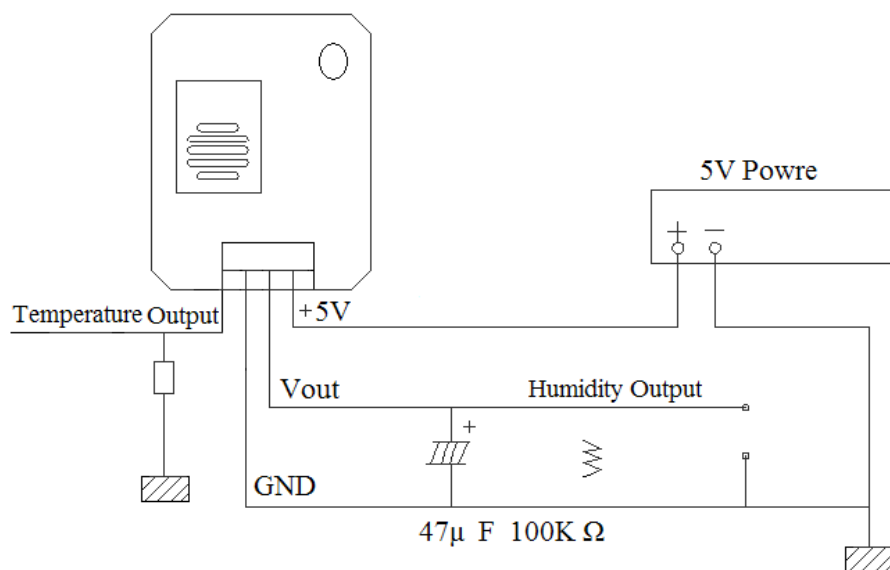 5V Powre
+ −
+5V
Temperature Output
Vout
Humidity Output
+
GND
47μ F 100K Ω